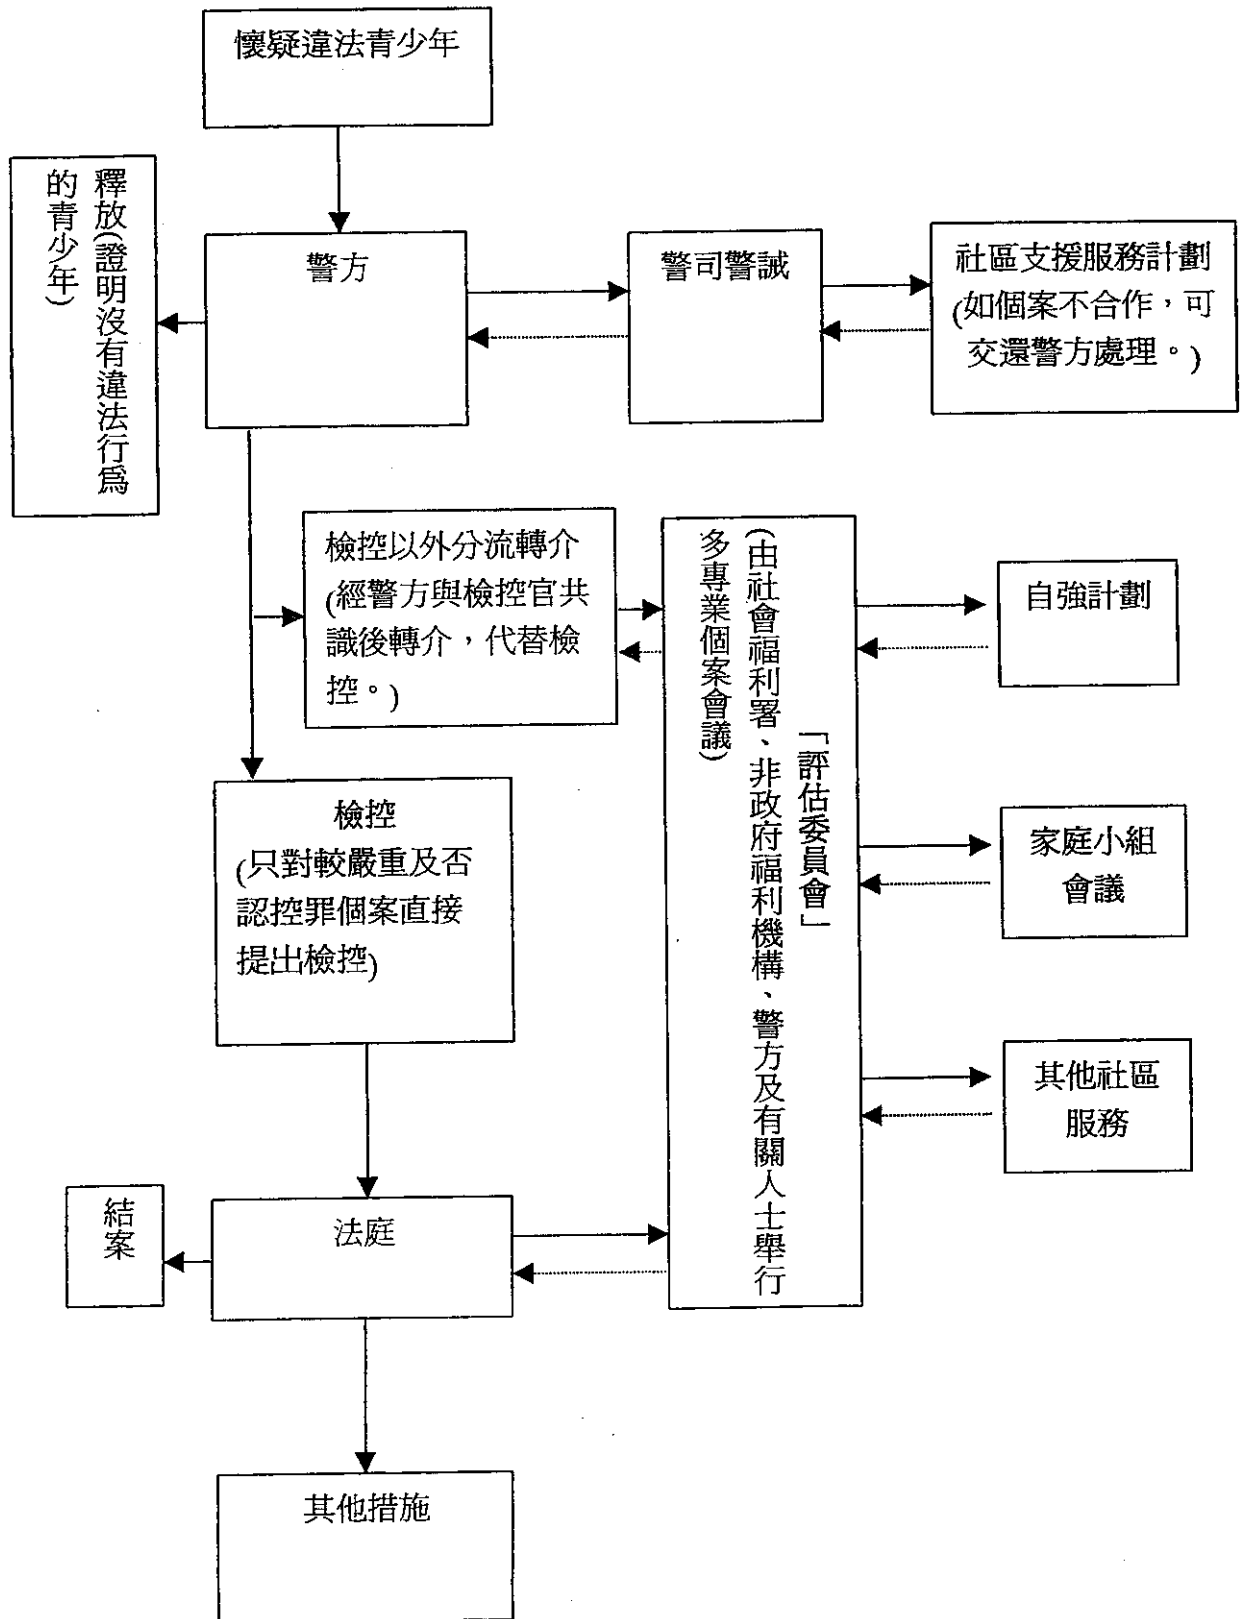 懷疑違法青少年
釋放(證明沒有違法行為
的青少年)
警方
警司警誡
社區支援服務計劃
(如個案不合作，可
交還警方處理。)
檢控以外分流轉介
(經警方與檢控官共
識後轉介，代替檢
控。)
「評估委員會」
(由社會福利署、非政府福利機構、警方及有關人士舉行
多專業個案會議)
自強計劃
檢控
(只對較嚴重及否
認控罪個案直接
提出檢控)
家庭小組
會議
其他社區
服務
結案
法庭
其他措施